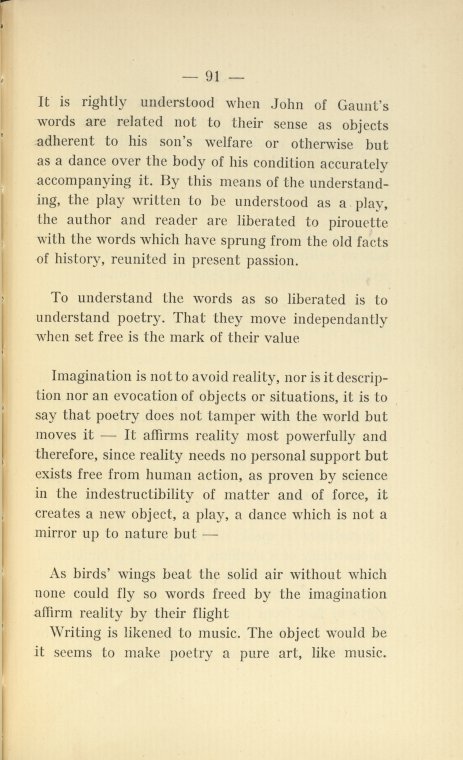 — 91 —
It is rightly understood when John of Gaunt's
words are related not to their sense as objects
adherent to his son's welfare or otherwise but
as a dance over the body of his condition accurately
accompanying it. By this means of the understand-
ing, the play written to be understood as a play,
the author and reader are liberated to pirouette
with the words which have sprung from the old facts
of history, reunited in present passion.
To understand the words as so liberated is to
understand poetry. That they move independantly
when set free is the mark of their value
Imagination is not to avoid reality, nor is it descrip-
tion nor an evocation of objects or situations, it is to
say that poetry does not tamper with the world but
moves it — It affirms reality most powerfully and
therefore, since reality needs no personal support but
exists free from human action, as proven by science
in the indestructibility of matter and of force, it
creates a new object, a play, a dance which is not a
mirror up to nature but —
As birds' wings beat the solid air without which
none could fly so words freed by the imagination
affirm reality by their flight
Writing is likened to music. The object would be
it seems to make poetry a pure art, like music.